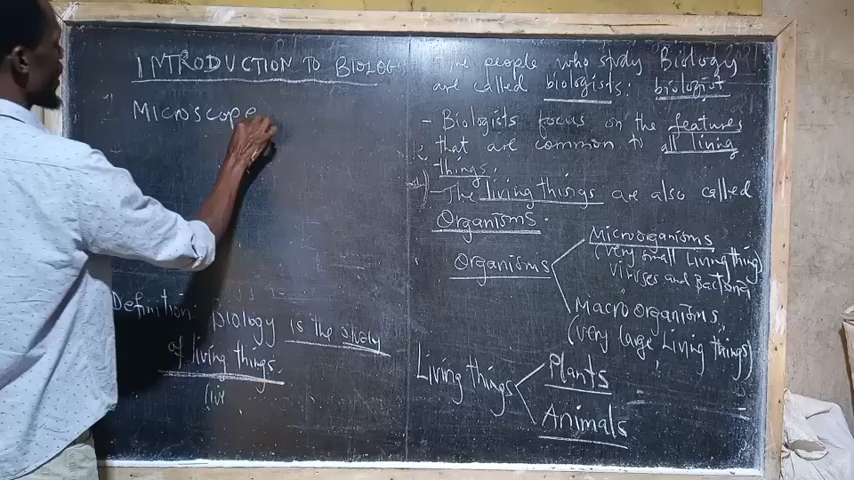 INTRODUCTION TO BIOLOGY
MICROSCOPE
Definition: Biology is the study
of living things.
(live
The people who study Biology
are called biologists. biologist
- Biologists focus on the features
that are common to all living
things.
- The living things are also called
Organisms.
Organisms
Microorganisms
(very small Living things)
viruses and Bacteria
Macroorganisms
(very large Living things)
Living things
Plants
Animals